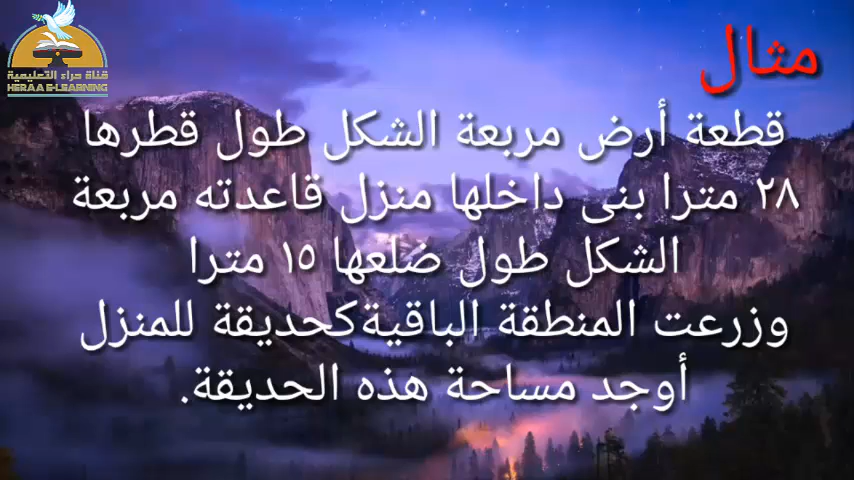 قناة حراء التعليمية
HERAA E-LEARNING
مثال
قطعة أرض مربعة الشكل طول قطرها
٢٨ مترا بنى داخلها منزل قاعدته مربعة
الشكل طول ضلعها ١٥ مترا
وزرعت المنطقة الباقيةكحديقة للمنزل
أوجد مساحة هذه الحديقة.